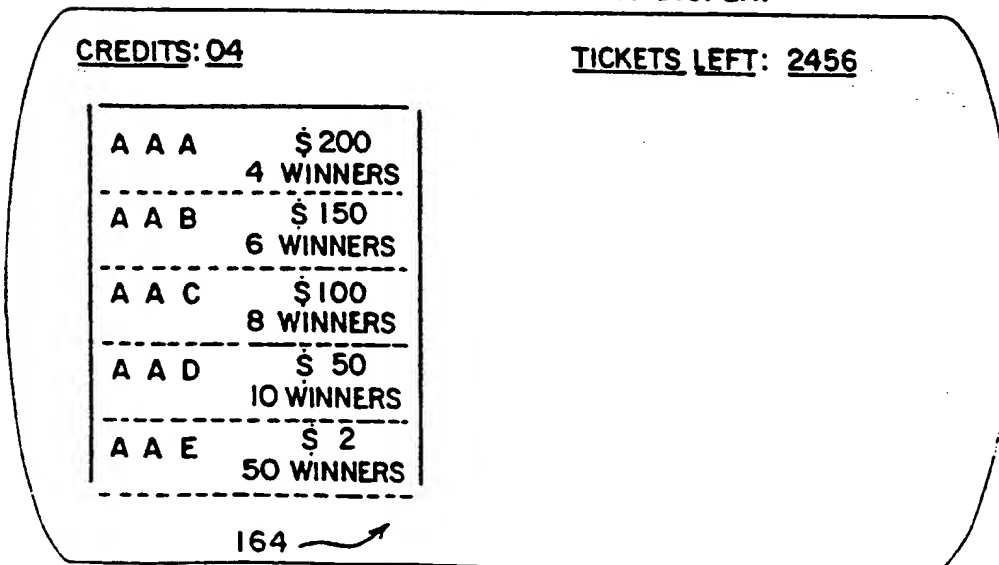 CREDITS: 04 TICKETS LEFT: 2456
A A A $200
4 WINNERS
A A B $150
6 WINNERS
A A C $100
8 WINNERS
A A D $ 50
10 WINNERS
A A E $ 2
50 WINNERS
164